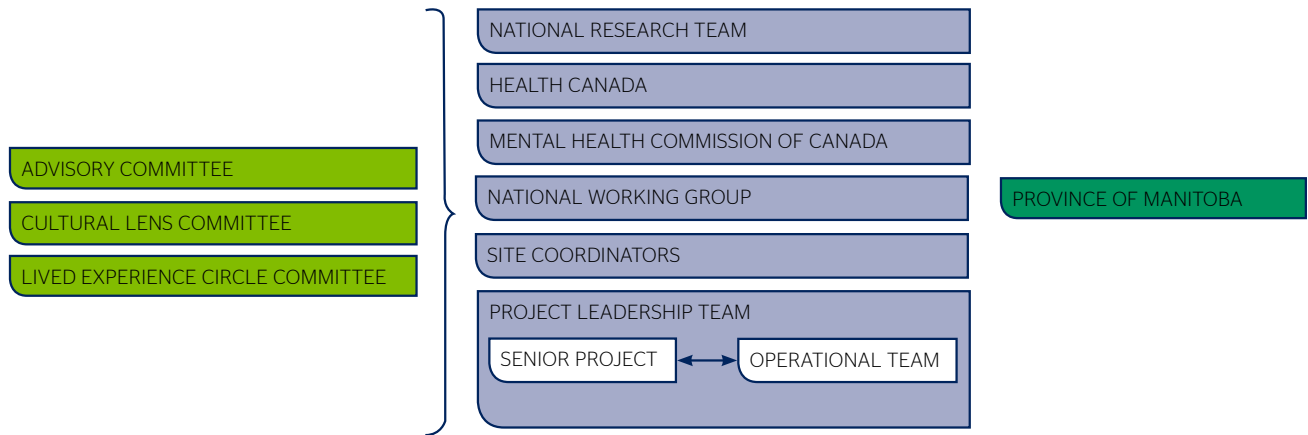 ADVISORY COMMITTEE
CULTURAL LENS COMMITTEE
LIVED EXPERIENCE CIRCLE COMMITTEE
NATIONAL RESEARCH TEAM
HEALTH CANADA
MENTAL HEALTH COMMISSION OF CANADA
NATIONAL WORKING GROUP
SITE COORDINATORS
PROJECT LEADERSHIP TEAM
SENIOR PROJECT
OPERATIONAL TEAM
PROVINCE OF MANITOBA